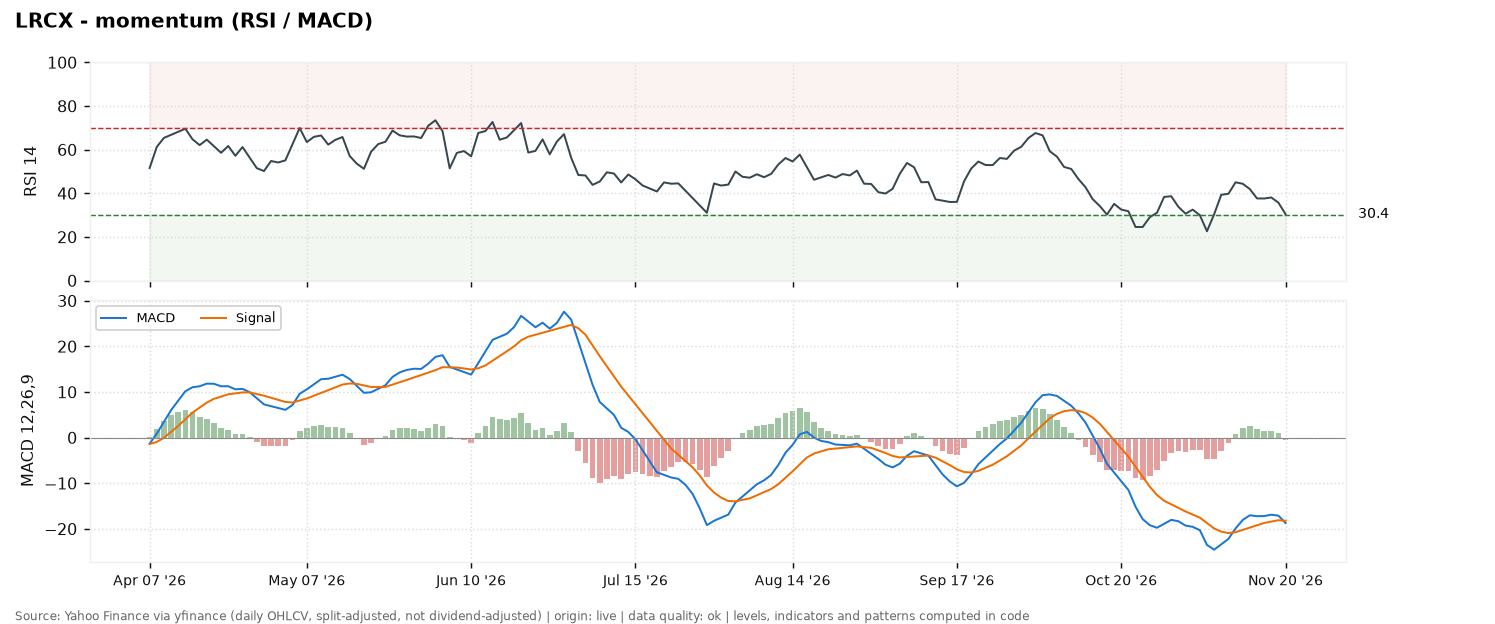 LRCX - momentum (RSI / MACD)
100
80
60
40
20
0
RSI 14
30.4
30
20
10
0
−10
−20
MACD 12,26,9
MACD
Signal
Apr 07 '26
May 07 '26
Jun 10 '26
Jul 15 '26
Aug 14 '26
Sep 17 '26
Oct 20 '26
Nov 20 '26
Source: Yahoo Finance via yfinance (daily OHLCV, split-adjusted, not dividend-adjusted) | origin: live | data quality: ok | levels, indicators and patterns computed in code